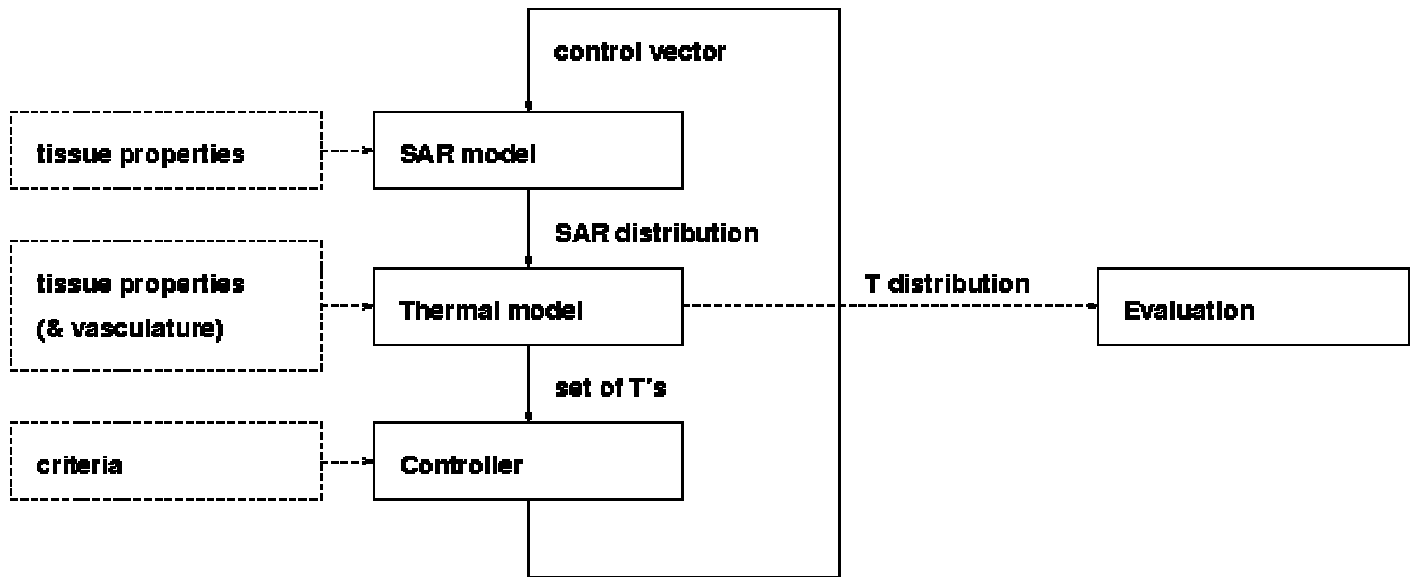 control vector
tissue properties
SAR model
SAR distribution
tissue properties
(& vasculature)
Thermal model
T distribution
Evaluation
set of T's
criteria
Controller